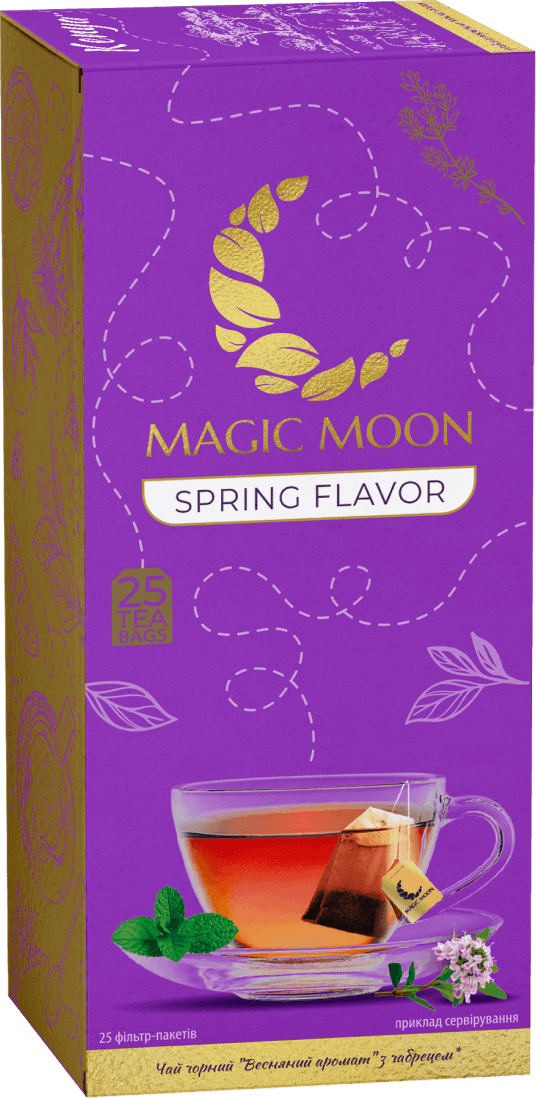 MAGIC MOON
SPRING FLAVOR
25
TEA
BAGS
MAGIC MOON
25 фільтр-пакетів
приклад сервірування
Чай чорний "Весняний аромат" з чабрецем*